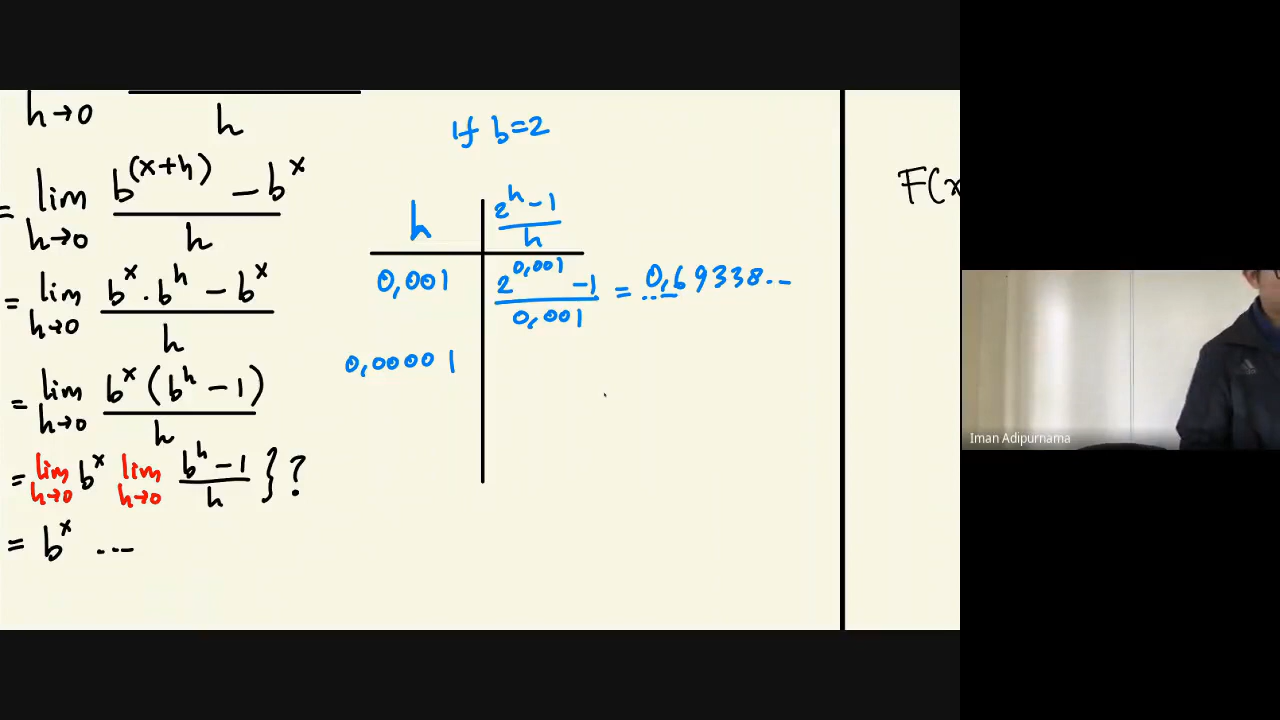 h→0 h
= lim h→0 b^(x+h) - b^x / h
= lim h→0 b^x . b^h - b^x / h
= lim h→0 b^x (b^h - 1) / h
= lim h→0 b^x lim h→0 b^h - 1 / h } ?
= b^x ---
If b=2
h | 2^h - 1 / h
0,001 | 2^0,001 - 1 / 0,001 = 0,69338..-
0,00001
F(x
Iman Adipurnama